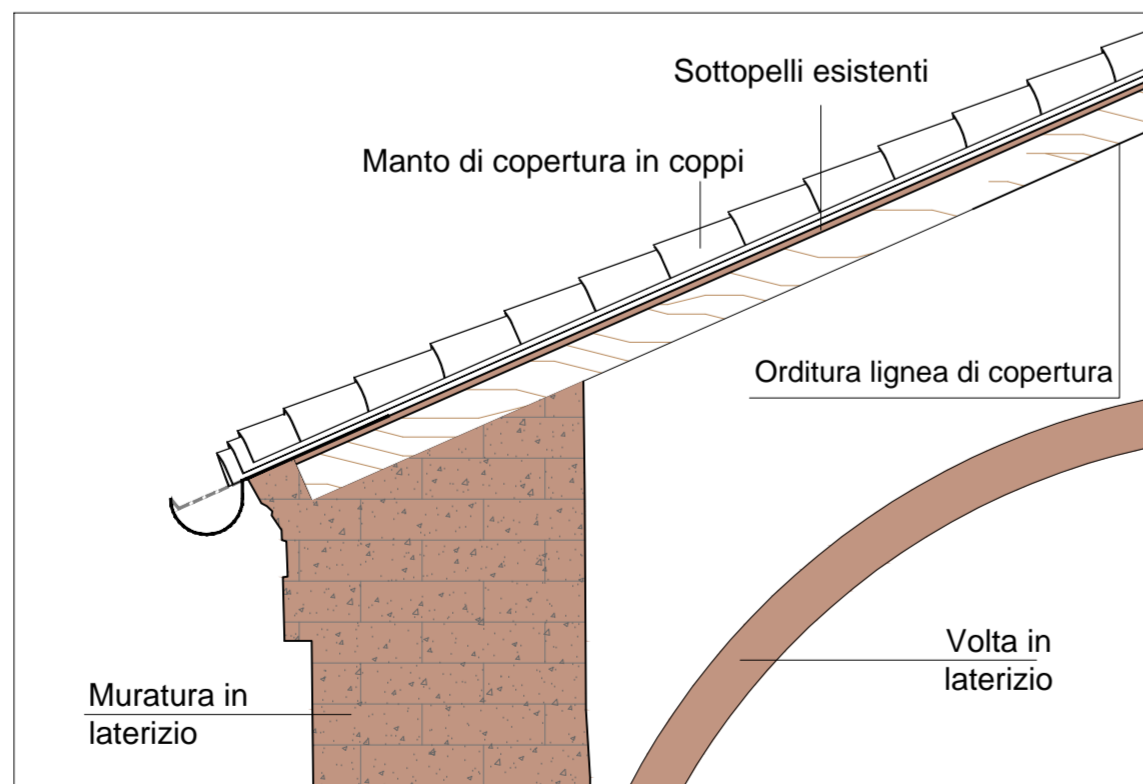 Sottopelli esistenti
Manto di copertura in coppi
Orditura lignea di copertura
Volta in
laterizio
Muratura in
laterizio